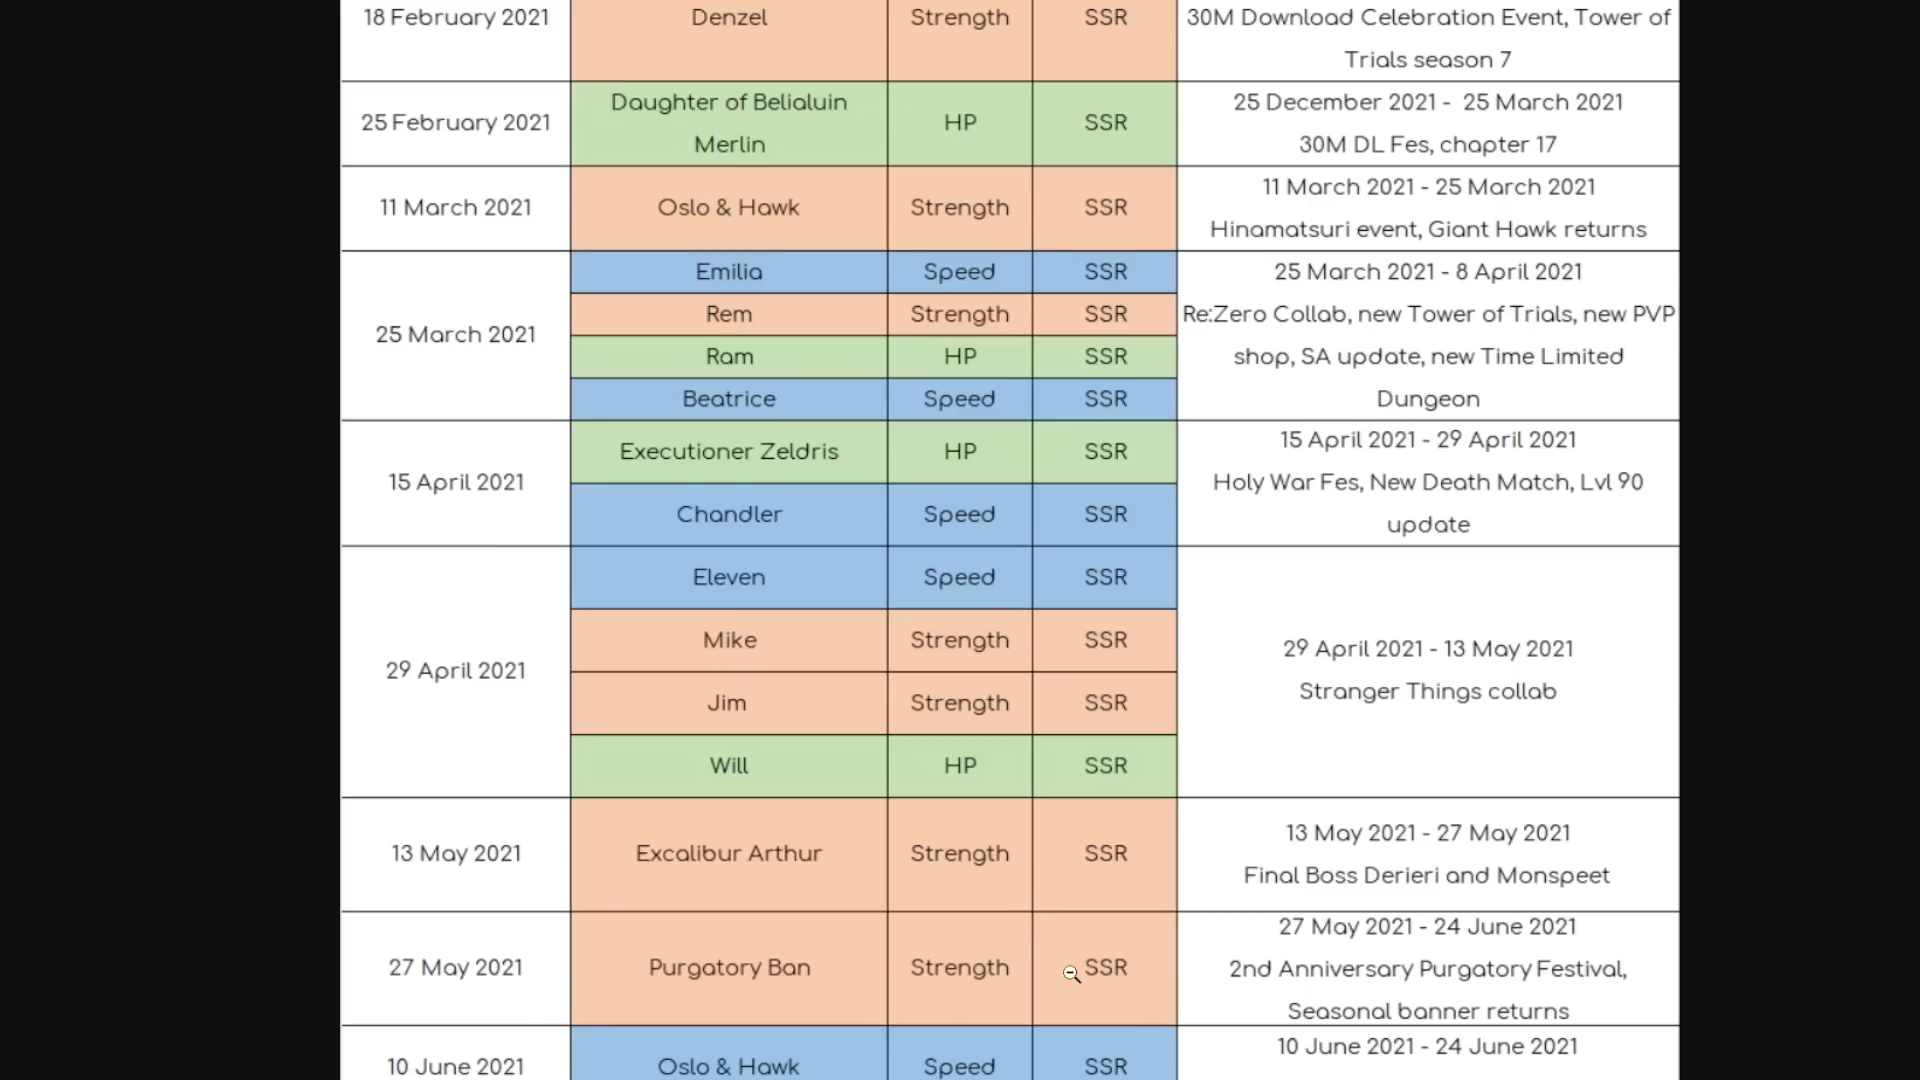 18 February 2021 Denzel Strength SSR 30M Download Celebration Event, Tower of
Trials season 7
25 February 2021 Daughter of Belialuin Merlin HP SSR 25 December 2021 - 25 March 2021
30M DL Fes, chapter 17
11 March 2021 Oslo & Hawk Strength SSR 11 March 2021 - 25 March 2021
Hinamatsuri event, Giant Hawk returns
25 March 2021
Emilia Speed SSR
Rem Strength SSR
Ram HP SSR
Beatrice Speed SSR
25 March 2021 - 8 April 2021
Re:Zero Collab, new Tower of Trials, new PVP
shop, SA update, new Time Limited
Dungeon
15 April 2021
Executioner Zeldris HP SSR
Chandler Speed SSR
15 April 2021 - 29 April 2021
Holy War Fes, New Death Match, Lvl 90
update
29 April 2021
Eleven Speed SSR
Mike Strength SSR
Jim Strength SSR
Will HP SSR
29 April 2021 - 13 May 2021
Stranger Things collab
13 May 2021 Excalibur Arthur Strength SSR 13 May 2021 - 27 May 2021
Final Boss Derieri and Monspeet
27 May 2021 Purgatory Ban Strength SSR 27 May 2021 - 24 June 2021
2nd Anniversary Purgatory Festival,
Seasonal banner returns
10 June 2021 Oslo & Hawk Speed SSR 10 June 2021 - 24 June 2021